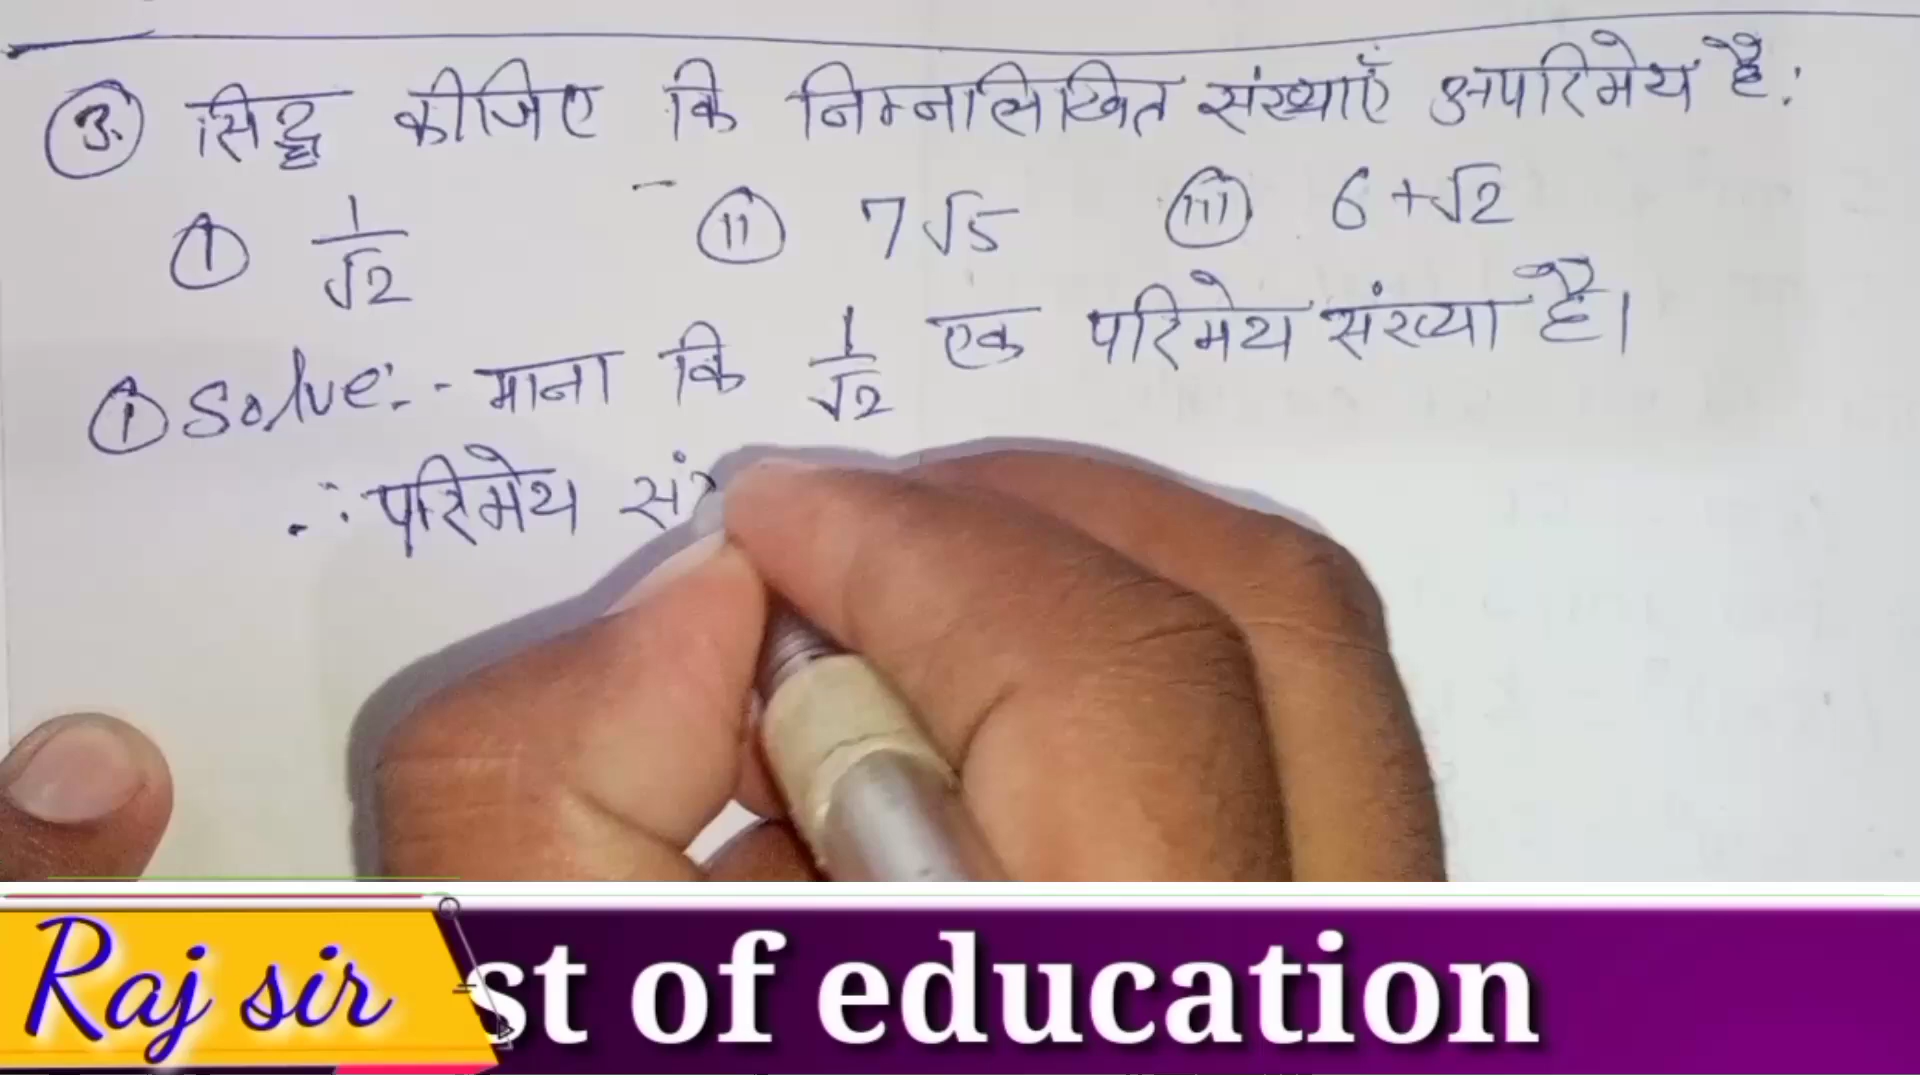 3. सिद्ध कीजिए कि निम्नलिखित संख्याएँ अपरिमेय हैं:
(i) 1/√2 (ii) 7√5 (iii) 6+√2
(i) Solve:- माना कि 1/√2 एक परिमेय संख्या है।
∴ परिमेय
Raj sir
st of education